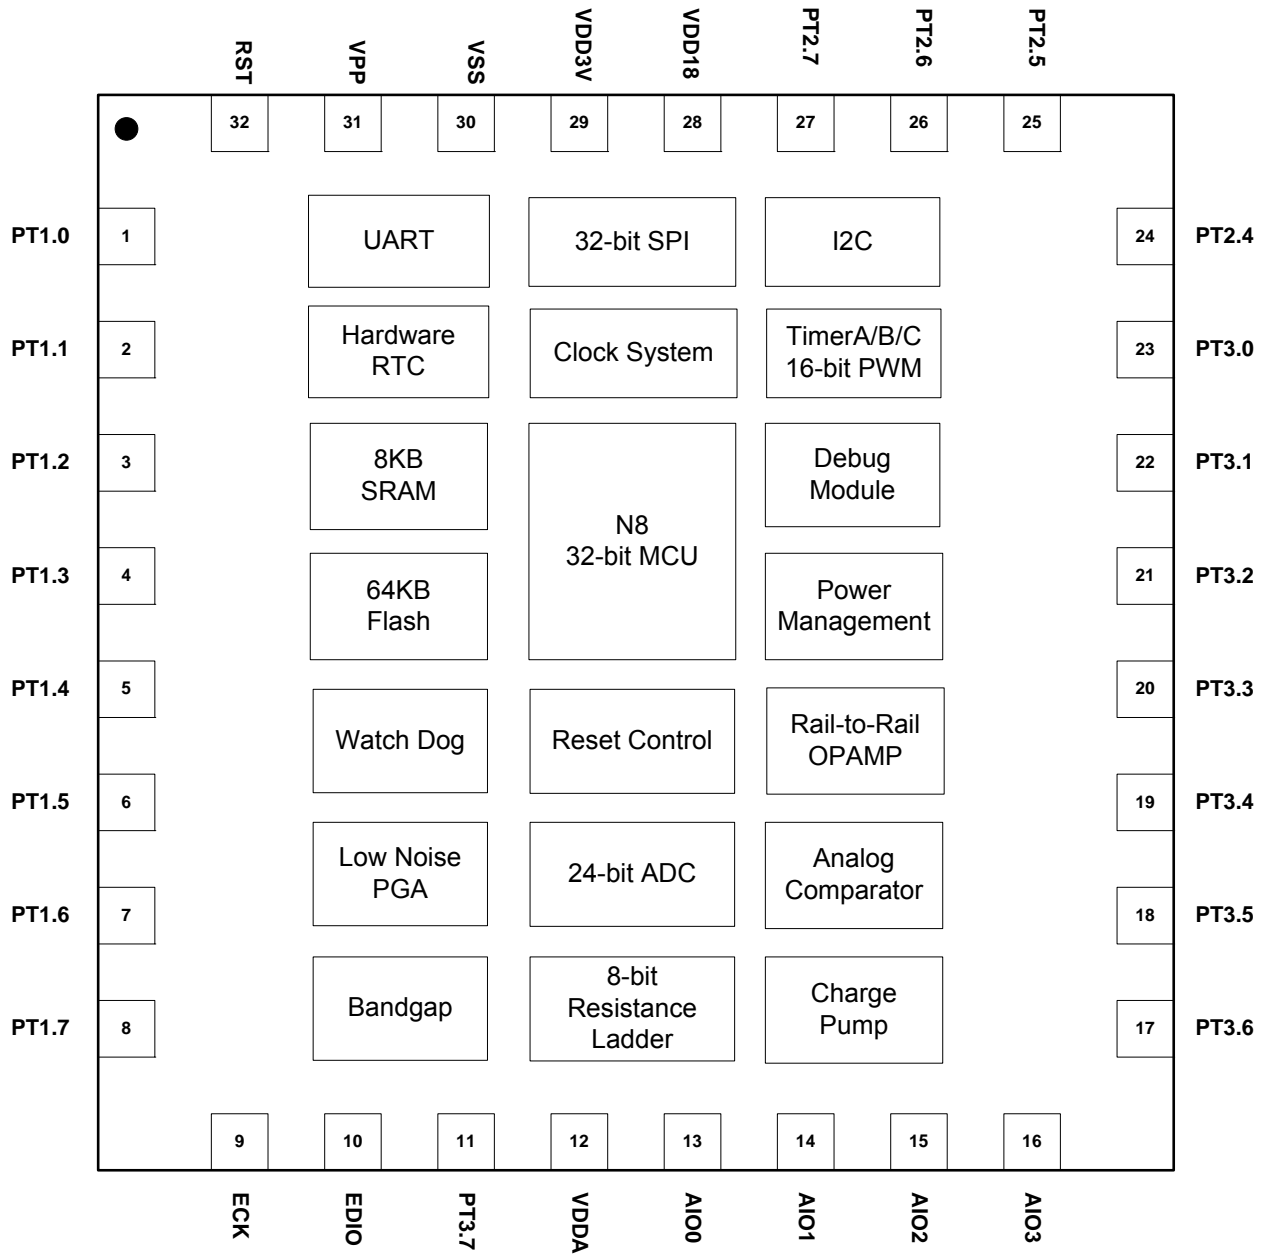 RST
VPP
VSS
VDD3V
VDD18
PT2.7
PT2.6
PT2.5
32
31
30
29
28
27
26
25
PT1.0
1
UART
32-bit SPI
I2C
24
PT2.4
PT1.1
2
Hardware
RTC
Clock System
TimerA/B/C
16-bit PWM
23
PT3.0
PT1.2
3
8KB
SRAM
N8
32-bit MCU
Debug
Module
22
PT3.1
PT1.3
4
64KB
Flash
Power
Management
21
PT3.2
PT1.4
5
Watch Dog
Reset Control
Rail-to-Rail
OPAMP
20
PT3.3
PT1.5
6
19
PT3.4
Low Noise
PGA
24-bit ADC
Analog
Comparator
PT1.6
7
18
PT3.5
PT1.7
8
Bandgap
8-bit
Resistance
Ladder
Charge
Pump
17
PT3.6
9
10
11
12
13
14
15
16
ECK
EDIO
PT3.7
VDDA
AIO0
AIO1
AIO2
AIO3